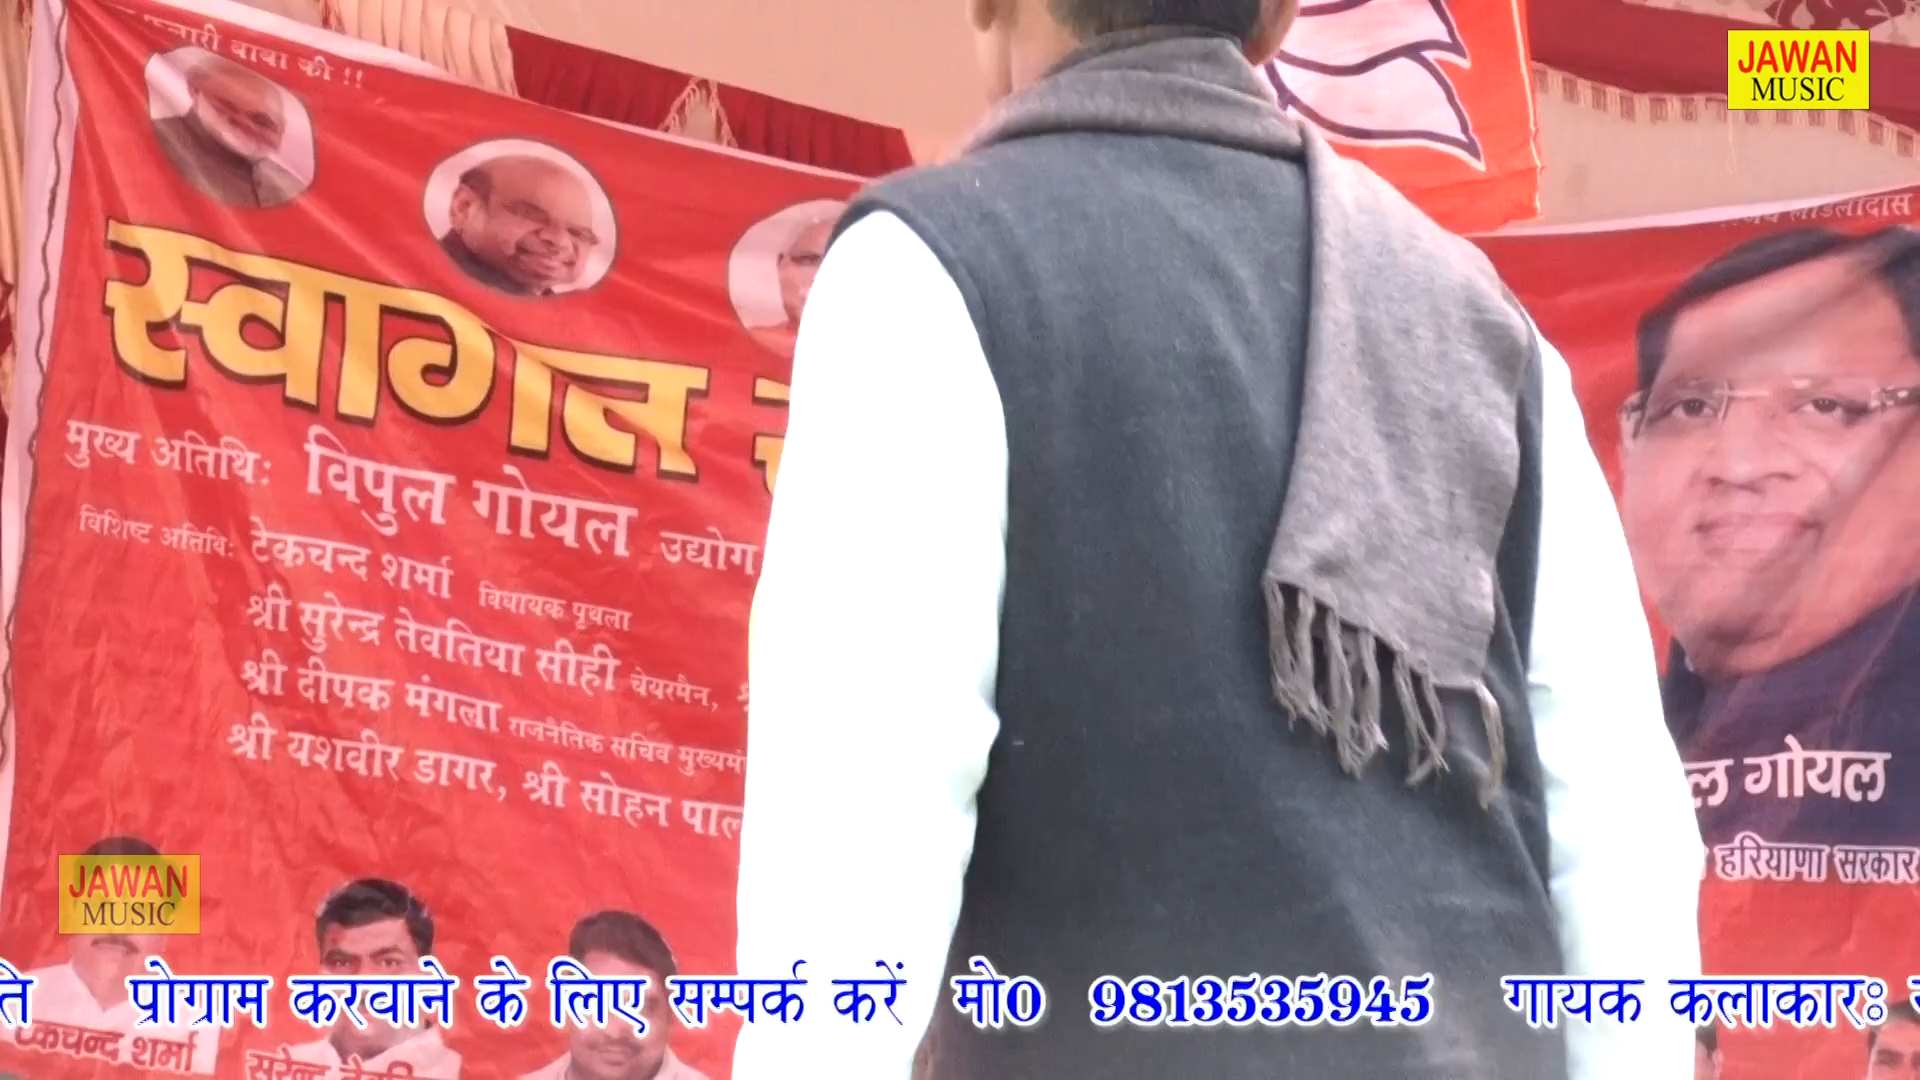 बाबा की !!
JAWAN
MUSIC
लाडलादास
स्वागत
मुख्य अतिथि: विपुल गोयल उद्योग
विशिष्ट अतिथि: टेकचन्द शर्मा विधायक पृथला
श्री सुरेन्द्र तेवतिया सीही चेयरमैन,
श्री दीपक मंगला राजनैतिक सचिव
श्री यशवीर डागर, श्री सोहन पाल
गोयल
हरियाणा सरकार
JAWAN
MUSIC
ति प्रोग्राम करवाने के लिए सम्पर्क करें मो0 9813535945 गायक कलाकारः
टेकचन्द शर्मा